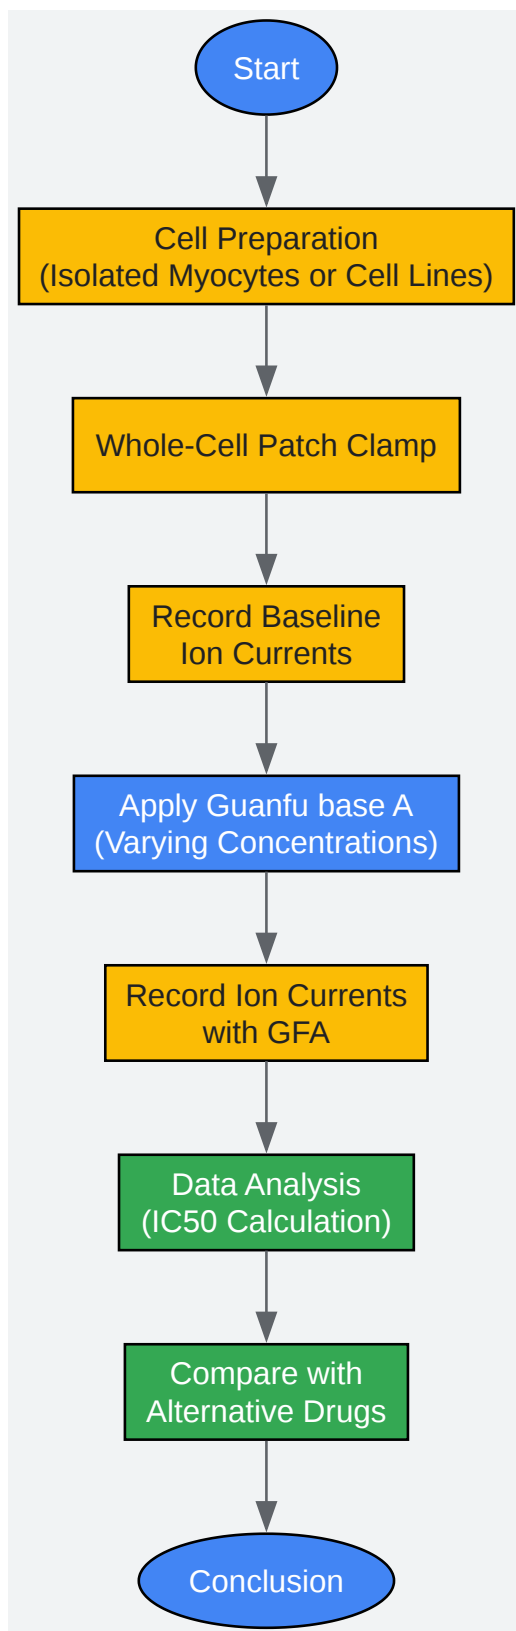 Start
Cell Preparation
(Isolated Myocytes or Cell Lines)
Whole-Cell Patch Clamp
Record Baseline
Ion Currents
Apply Guanfu base A
(Varying Concentrations)
Record Ion Currents
with GFA
Data Analysis
(IC50 Calculation)
Compare with
Alternative Drugs
Conclusion